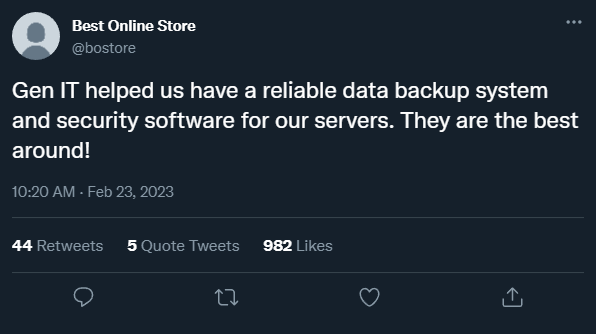 Best Online Store
@bostore
Gen IT helped us have a reliable data backup system
and security software for our servers. They are the best
around!
10:20 AM · Feb 23, 2023
44 Retweets 5 Quote Tweets 982 Likes